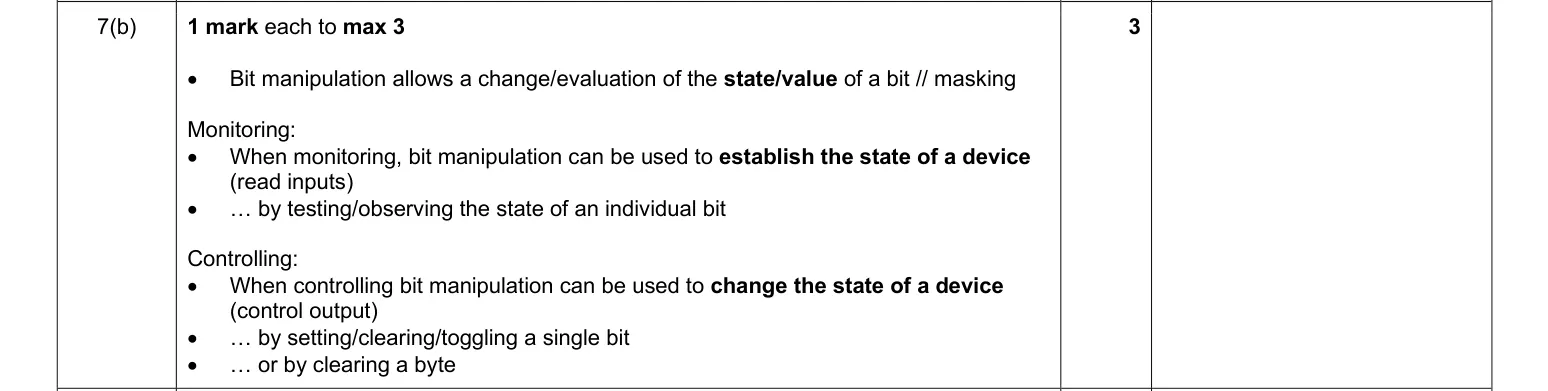 7(b) 1 mark each to max 3 3
• Bit manipulation allows a change/evaluation of the state/value of a bit // masking
Monitoring:
• When monitoring, bit manipulation can be used to establish the state of a device
(read inputs)
• … by testing/observing the state of an individual bit
Controlling:
• When controlling bit manipulation can be used to change the state of a device
(control output)
• … by setting/clearing/toggling a single bit
• … or by clearing a byte